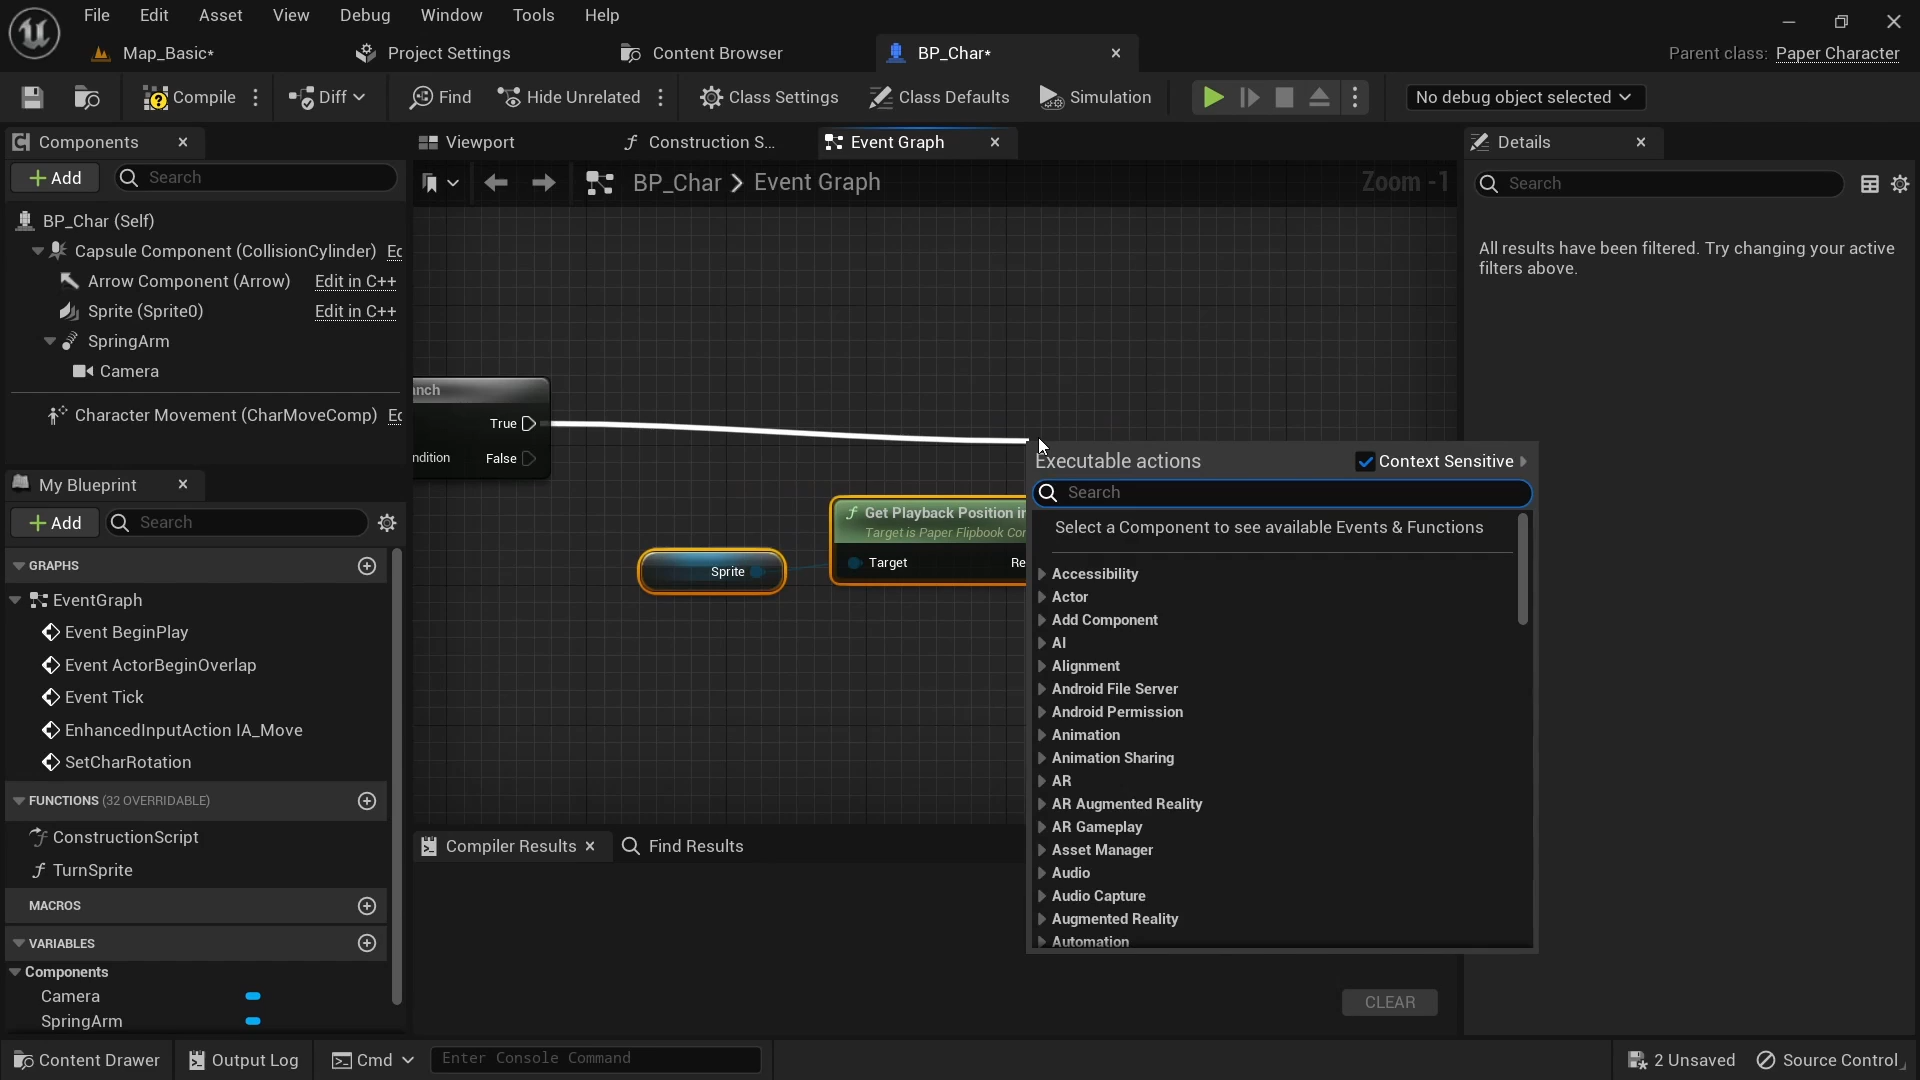 File Edit Asset View Debug Window Tools Help
Map_Basic* Project Settings Content Browser BP_Char* Parent class: Paper Character
Compile Diff Find Hide Unrelated Class Settings Class Defaults Simulation No debug object selected
Components Viewport Construction S... Event Graph Details
Add Search BP_Char Event Graph Zoom -1 Search
BP_Char (Self)
Capsule Component (CollisionCylinder)
Arrow Component (Arrow) Edit in C++
Sprite (Sprite0) Edit in C++
SpringArm
Camera
Character Movement (CharMoveComp)
All results have been filtered. Try changing your active
filters above.
True
ndition False
Get Playback Position in
Target is Paper Flipbook
Target Re
Sprite
Executable actions Context Sensitive
Search
Select a Component to see available Events & Functions
Accessibility
Actor
Add Component
AI
Alignment
Android File Server
Android Permission
Animation
Animation Sharing
AR
AR Augmented Reality
AR Gameplay
Asset Manager
Audio
Audio Capture
Augmented Reality
Automation
My Blueprint
Add Search
GRAPHS
EventGraph
Event BeginPlay
Event ActorBeginOverlap
Event Tick
EnhancedInputAction IA_Move
SetCharRotation
FUNCTIONS (32 OVERRIDABLE)
ConstructionScript
TurnSprite
MACROS
VARIABLES
Components
Camera
SpringArm
Compiler Results Find Results
CLEAR
Content Drawer Output Log Cmd Enter Console Command 2 Unsaved Source Control